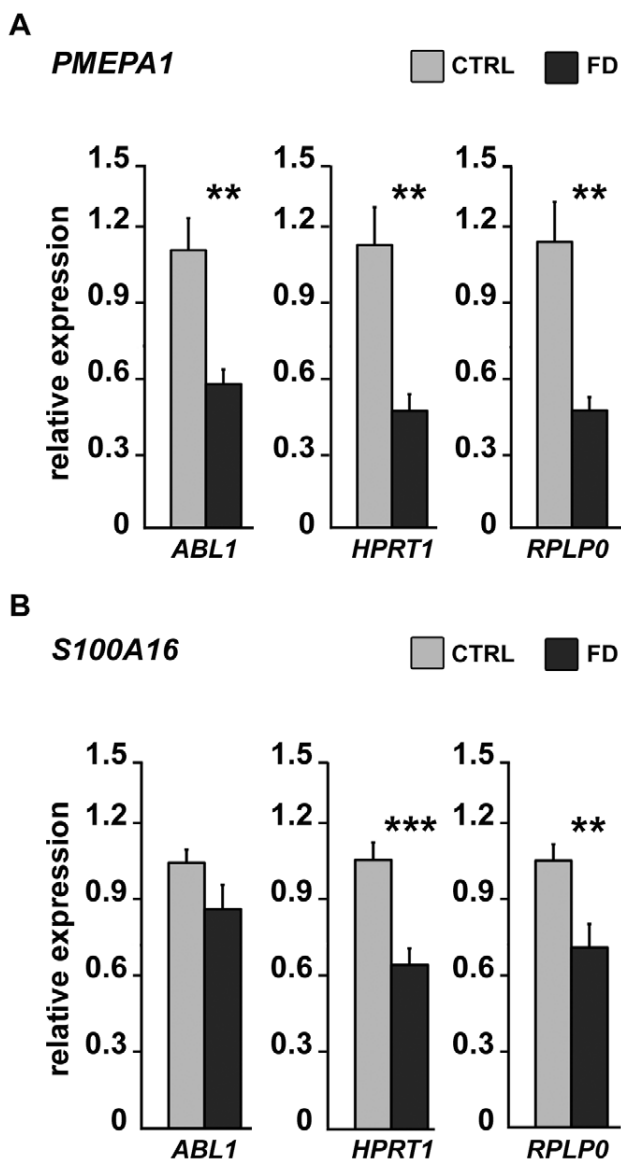 A
PMEPA1 CTRL FD
relative expression
1.5 1.5 1.5
** ** **
1.2 1.2 1.2
0.9 0.9 0.9
0.6 0.6 0.6
0.3 0.3 0.3
0 0 0
ABL1 HPRT1 RPLP0
B
S100A16 CTRL FD
relative expression
1.5 1.5 1.5
1.2 1.2 *** 1.2 **
0.9 0.9 0.9
0.6 0.6 0.6
0.3 0.3 0.3
0 0 0
ABL1 HPRT1 RPLP0